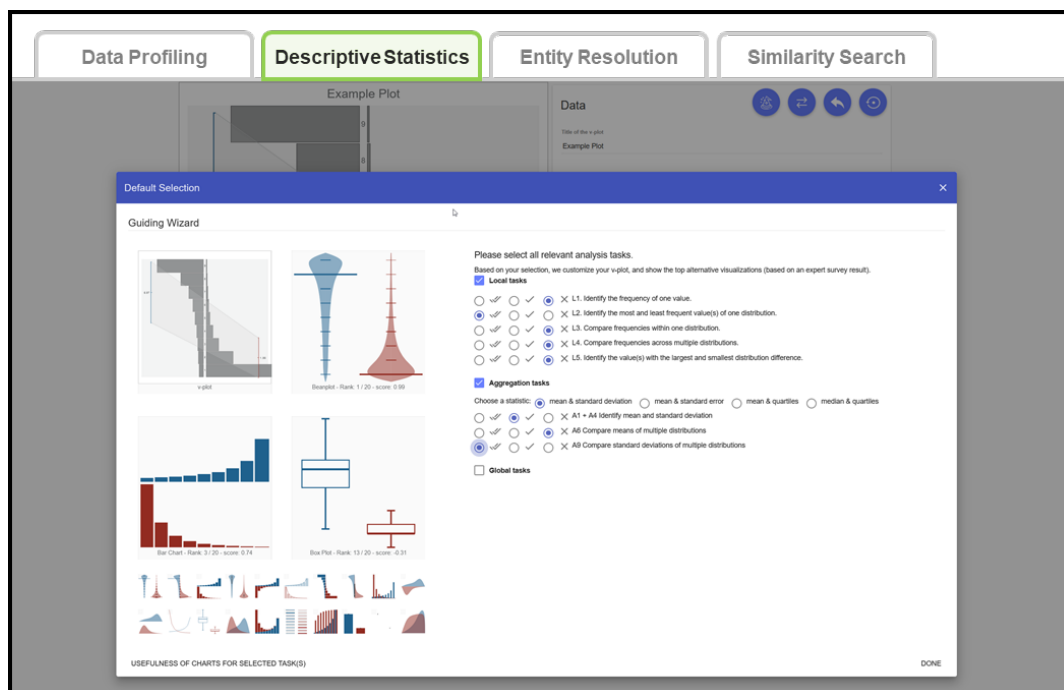 Data Profiling
Descriptive Statistics
Entity Resolution
Similarity Search
Example Plot
9
8
Data
Title of the v-plot
Example Plot
Default Selection
Guiding Wizard
v-plot
Beanplot - Rank: 1 / 20 - score: 0.99
Bar Chart - Rank: 3 / 20 - score: 0.74
Box Plot - Rank: 13 / 20 - score: -0.31
Please select all relevant analysis tasks.
Based on your selection, we customize your v-plot, and show the top alternative visualizations (based on an expert survey result).
Local tasks
L1. Identify the frequency of one value.
L2. Identify the most and least frequent value(s) of one distribution.
L3. Compare frequencies within one distribution.
L4. Compare frequencies across multiple distributions.
L5. Identify the value(s) with the largest and smallest distribution difference.
Aggregation tasks
Choose a statistic: mean & standard deviation mean & standard error mean & quartiles median & quartiles
A1 + A4 Identify mean and standard deviation
A6 Compare means of multiple distributions
A9 Compare standard deviations of multiple distributions
Global tasks
USEFULNESS OF CHARTS FOR SELECTED TASK(S)
DONE